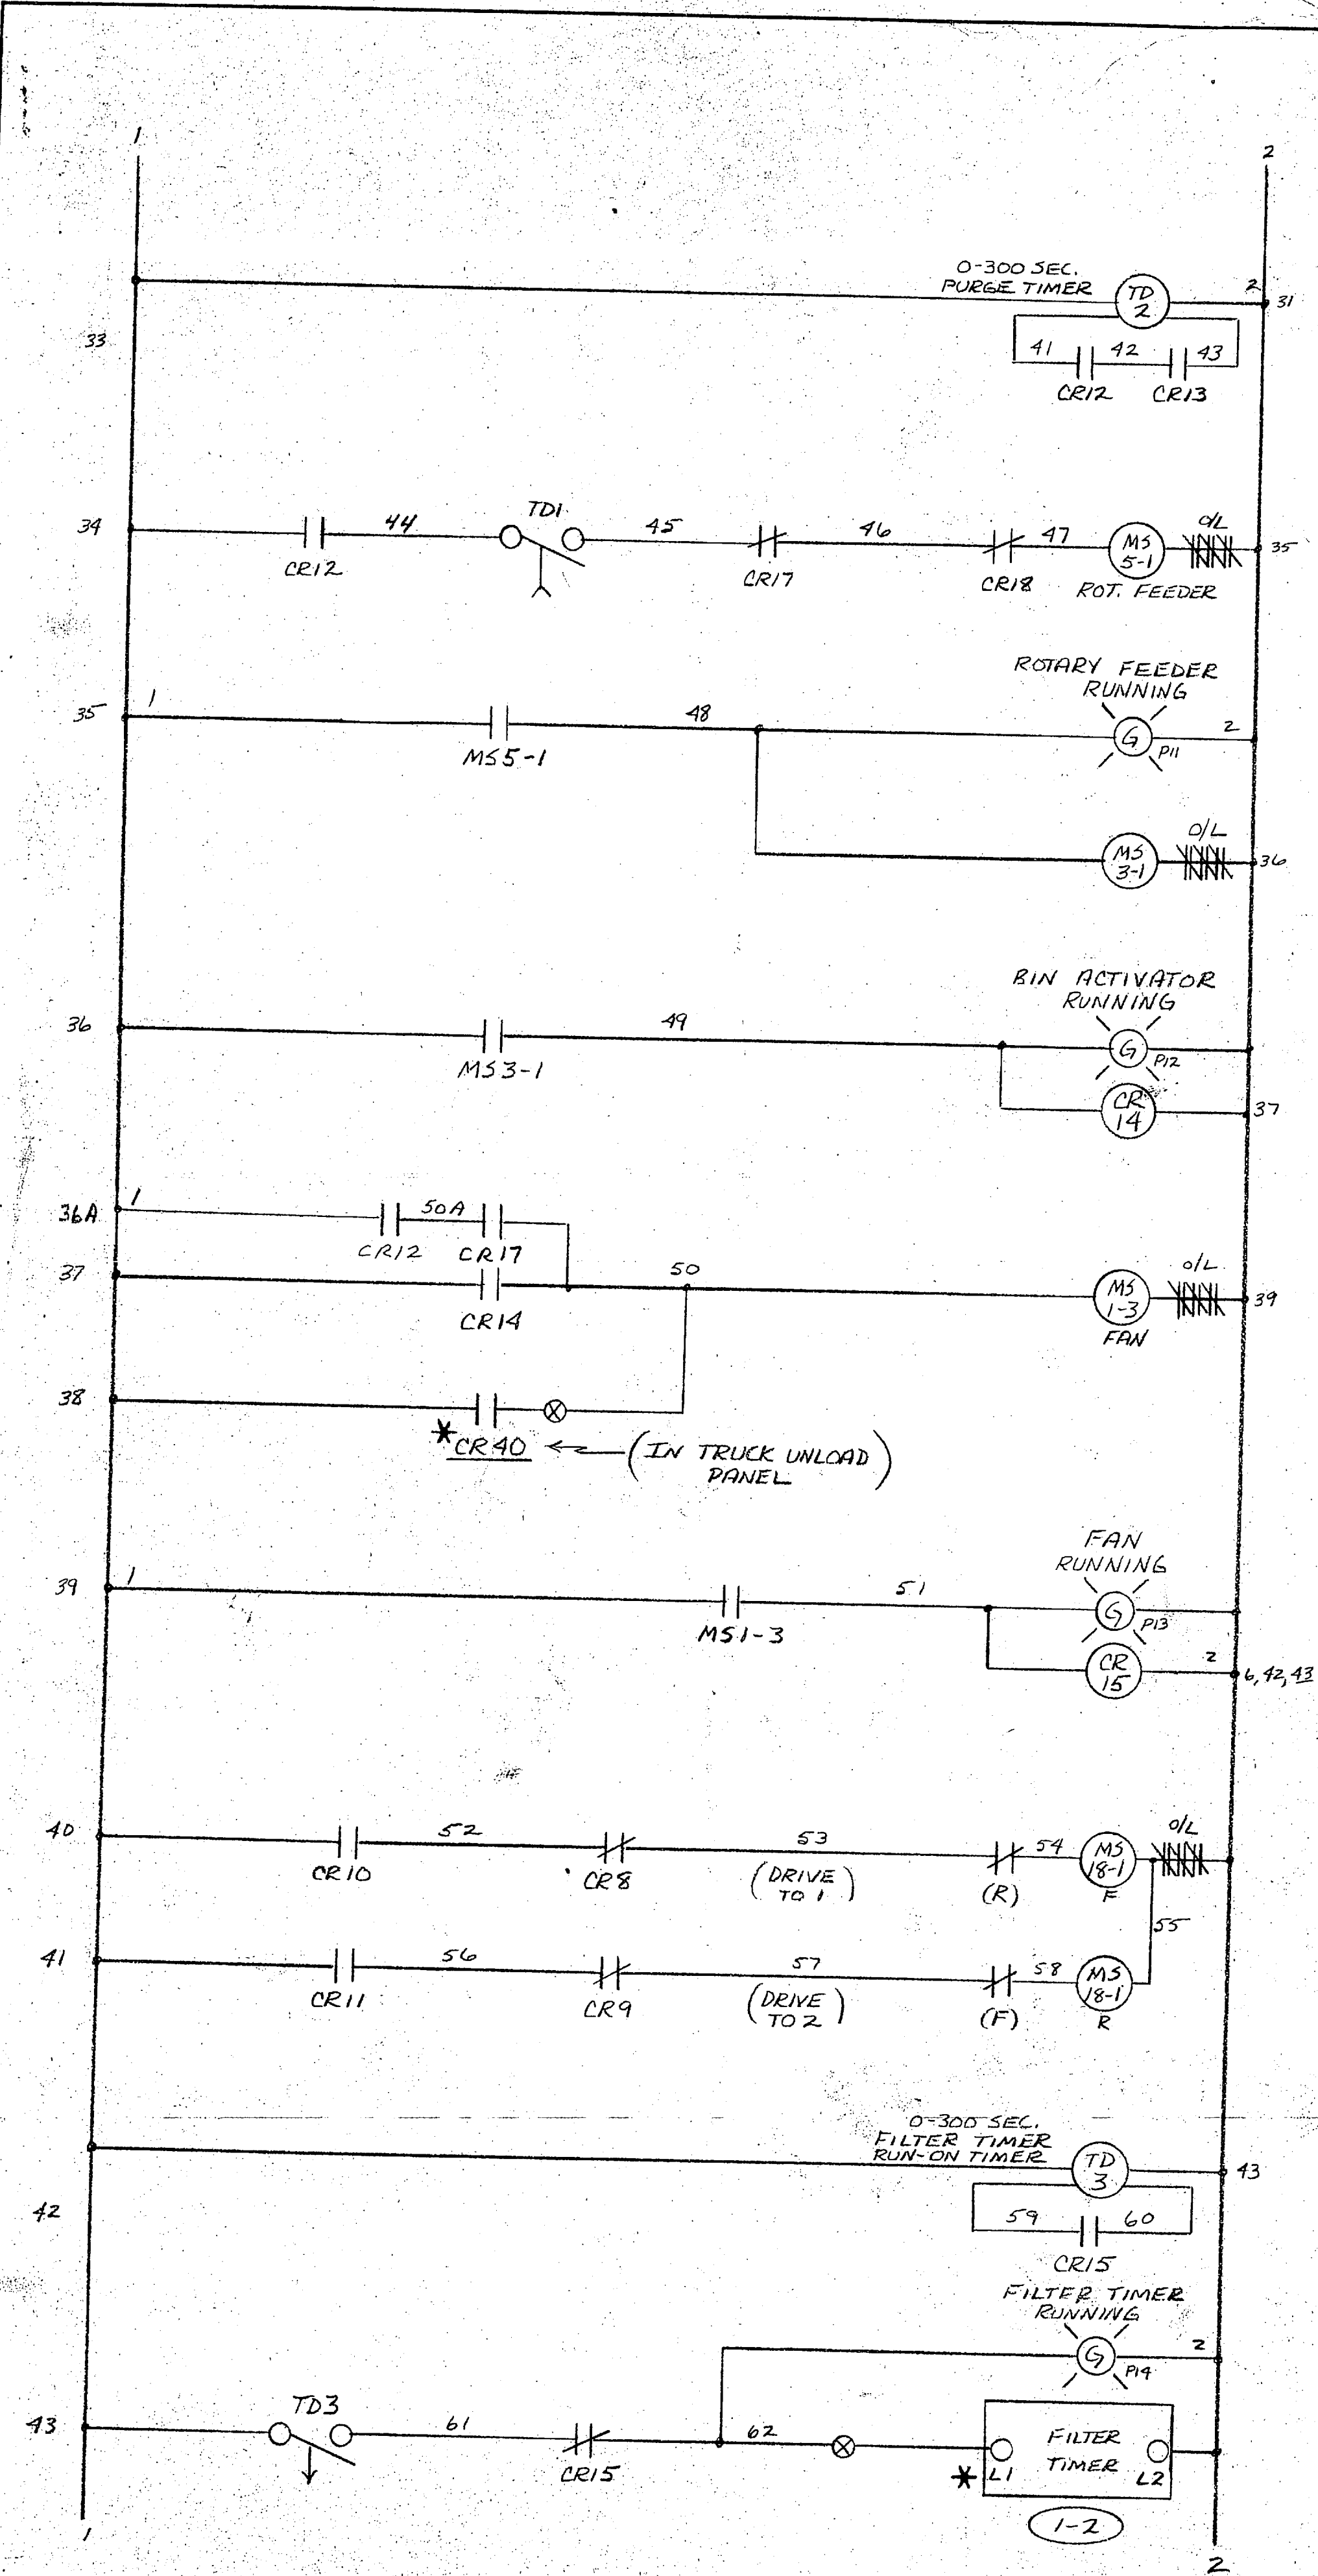 1
2
0-300 SEC.
PURGE TIMER
TD
2
2
31
33
41
42
43
CR12
CR13
34
CR12
44
TD1
45
CR17
46
CR18
47
MS
5-1
O/L
35
ROT. FEEDER
ROTARY FEEDER
RUNNING
35
1
MS5-1
48
G
P11
2
MS
3-1
O/L
36
BIN ACTIVATOR
RUNNING
36
MS3-1
49
G
P12
CR
14
37
36A
1
CR12
50A
CR17
37
CR14
50
MS
1-3
O/L
39
FAN
38
*CR40 ← (IN TRUCK UNLOAD
PANEL)
FAN
RUNNING
39
1
MS1-3
51
G
P13
CR
15
2
6, 42, 43
40
CR10
52
CR8
53
(DRIVE
TO 1)
(R)
54
MS
18-1
F
O/L
55
41
CR11
56
CR9
57
(DRIVE
TO 2)
(F)
58
MS
18-1
R
0-300 SEC.
FILTER TIMER
RUN-ON TIMER
TD
3
43
42
59
60
CR15
FILTER TIMER
RUNNING
G
P14
2
43
TD3
61
CR15
62
* L1
FILTER
TIMER
L2
1-2
1
2